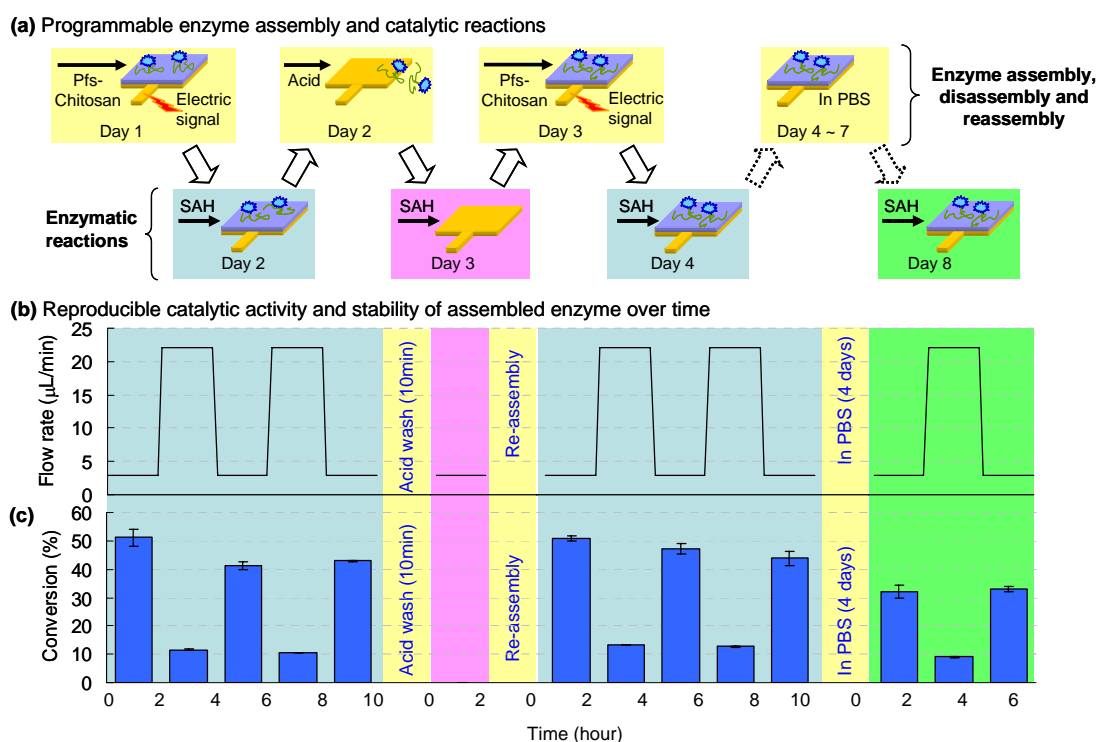 (a) Programmable enzyme assembly and catalytic reactions
Pfs-
Chitosan
Electric
signal
Day 1
Acid
Day 2
Pfs-
Chitosan
Electric
signal
Day 3
In PBS
Day 4 ~ 7
Enzyme assembly,
disassembly and
reassembly
Enzymatic
reactions
SAH
Day 2
SAH
Day 3
SAH
Day 4
SAH
Day 8
(b) Reproducible catalytic activity and stability of assembled enzyme over time
Flow rate (μL/min)
25
20
15
10
5
0
Acid wash (10min)
Re-assembly
In PBS (4 days)
(c)
Conversion (%)
60
50
40
30
20
10
0
Acid wash (10min)
Re-assembly
In PBS (4 days)
0 2 4 6 8 10 0 2 0 2 4 6 8 10 0 2 4 6
Time (hour)